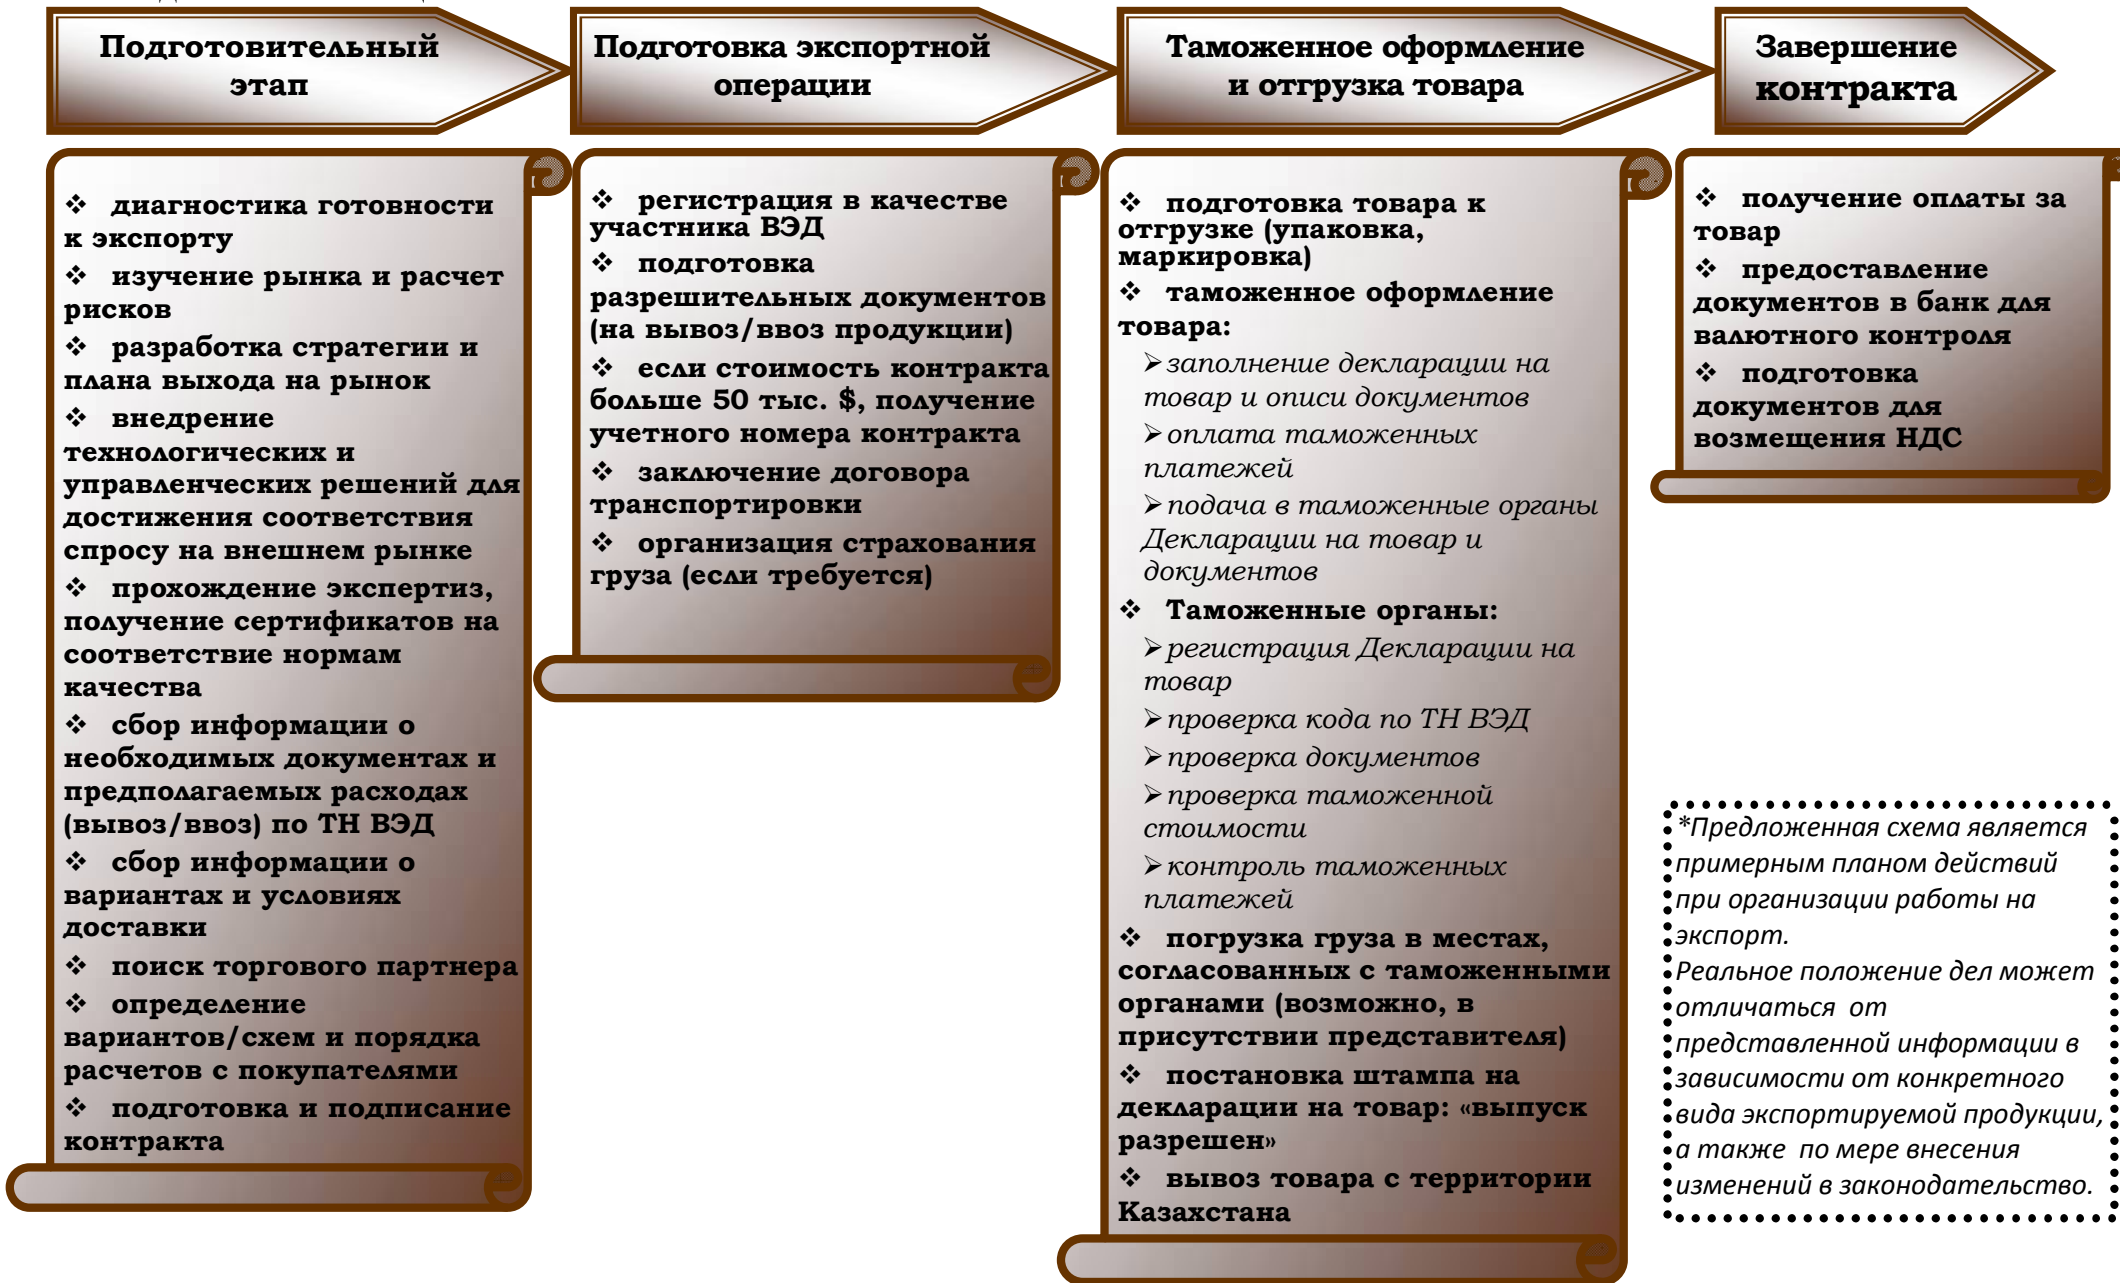 Подготовительный
этап
Подготовка экспортной
операции
Таможенное оформление
и отгрузка товара
Завершение
контракта
❖ диагностика готовности
к экспорту
❖ изучение рынка и расчет
рисков
❖ разработка стратегии и
плана выхода на рынок
❖ внедрение
технологических и
управленческих решений для
достижения соответствия
спросу на внешнем рынке
❖ прохождение экспертиз,
получение сертификатов на
соответствие нормам
качества
❖ сбор информации о
необходимых документах и
предполагаемых расходах
(вывоз/ввоз) по ТН ВЭД
❖ сбор информации о
вариантах и условиях
доставки
❖ поиск торгового партнера
❖ определение
вариантов/схем и порядка
расчетов с покупателями
❖ подготовка и подписание
контракта
❖ регистрация в качестве
участника ВЭД
❖ подготовка
разрешительных документов
(на вывоз/ввоз продукции)
❖ если стоимость контракта
больше 50 тыс. $, получение
учетного номера контракта
❖ заключение договора
транспортировки
❖ организация страхования
груза (если требуется)
❖ подготовка товара к
отгрузке (упаковка,
маркировка)
❖ таможенное оформление
товара:
➢заполнение декларации на
товар и описи документов
➢оплата таможенных
платежей
➢подача в таможенные органы
Декларации на товар и
документов
❖ Таможенные органы:
➢регистрация Декларации на
товар
➢проверка кода по ТН ВЭД
➢проверка документов
➢проверка таможенной
стоимости
➢контроль таможенных
платежей
❖ погрузка груза в местах,
согласованных с таможенными
органами (возможно, в
присутствии представителя)
❖ постановка штампа на
декларации на товар: «выпуск
разрешен»
❖ вывоз товара с территории
Казахстана
❖ получение оплаты за
товар
❖ предоставление
документов в банк для
валютного контроля
❖ подготовка
документов для
возмещения НДС
*Предложенная схема является
примерным планом действий
при организации работы на
экспорт.
Реальное положение дел может
отличаться от
представленной информации в
зависимости от конкретного
вида экспортируемой продукции,
а также по мере внесения
изменений в законодательство.